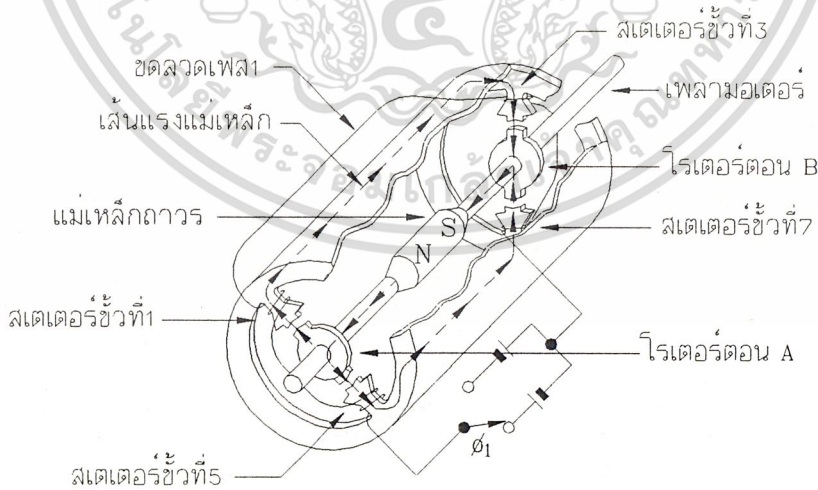 สเตเตอร์ขั้วที่3
ขดลวดเฟส1
เพลามอเตอร์
เส้นแรงแม่เหล็ก
โรเตอร์ตอน B
แม่เหล็กถาวร
S
สเตเตอร์ขั้วที่7
N
สเตเตอร์ขั้วที่1
โรเตอร์ตอน A
ø1
สเตเตอร์ขั้วที่5